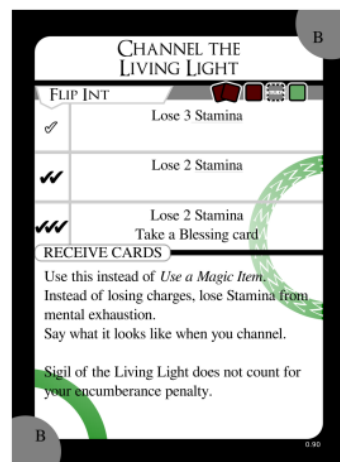 B
CHANNEL THE
LIVING LIGHT
FLIP INT
Lose 3 Stamina
Lose 2 Stamina
Lose 2 Stamina
Take a Blessing card
RECEIVE CARDS
Use this instead of Use a Magic Item.
Instead of losing charges, lose Stamina from
mental exhaustion.
Say what it looks like when you channel.
Sigil of the Living Light does not count for
your encumberance penalty.
B
0.90